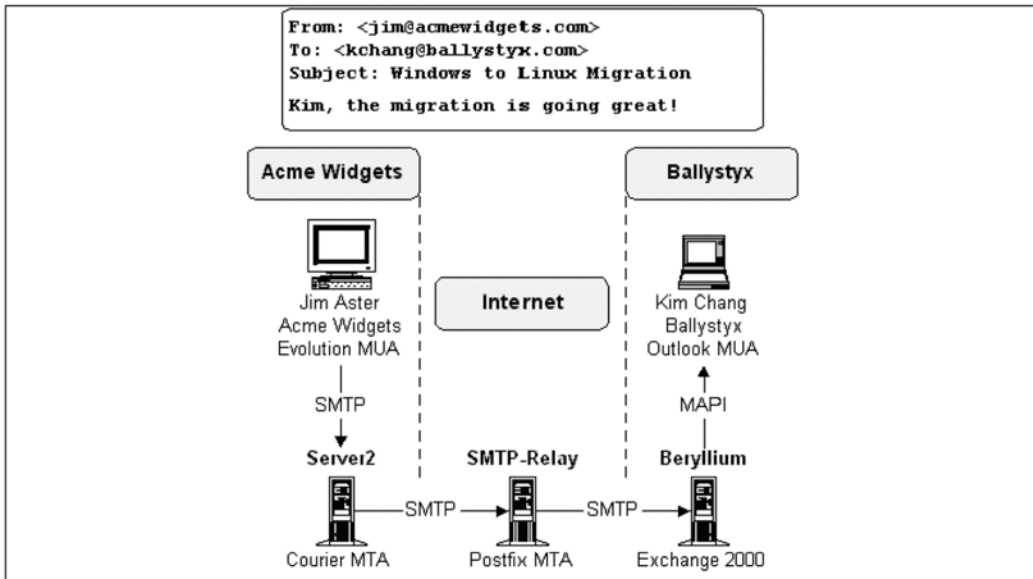 From: <jim@acmewidgets.com>
To: <kchang@ballystyx.com>
Subject: Windows to Linux Migration
Kim, the migration is going great!
Acme Widgets
Ballystyx
Internet
Jim Aster
Acme Widgets
Evolution MUA
Kim Chang
Ballystyx
Outlook MUA
SMTP
MAPI
Server2
SMTP-Relay
Beryllium
SMTP
SMTP
Courier MTA
Postfix MTA
Exchange 2000